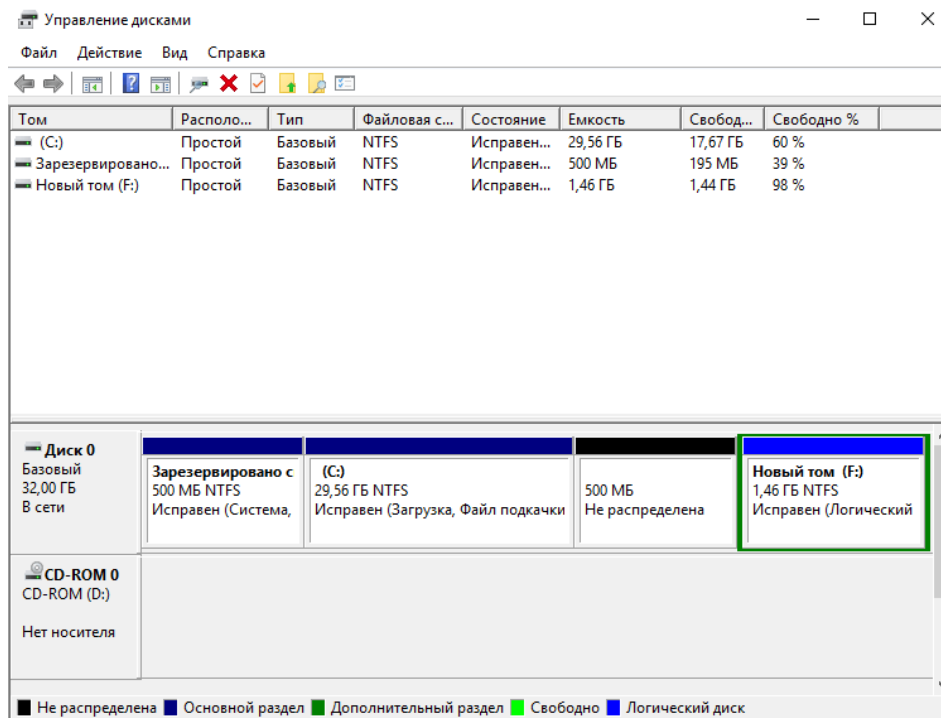 Управление дисками
Файл Действие Вид Справка
Том Располо... Тип Файловая с... Состояние Емкость Свобод... Свободно %
(C:) Простой Базовый NTFS Исправен... 29,56 ГБ 17,67 ГБ 60 %
Зарезервировано... Простой Базовый NTFS Исправен... 500 МБ 195 МБ 39 %
Новый том (F:) Простой Базовый NTFS Исправен... 1,46 ГБ 1,44 ГБ 98 %
Диск 0
Базовый
32,00 ГБ
В сети
Зарезервировано с
500 МБ NTFS
Исправен (Система,
(C:)
29,56 ГБ NTFS
Исправен (Загрузка, Файл подкачки
500 МБ
Не распределена
Новый том (F:)
1,46 ГБ NTFS
Исправен (Логический
CD-ROM 0
CD-ROM (D:)
Нет носителя
Не распределена Основной раздел Дополнительный раздел Свободно Логический диск